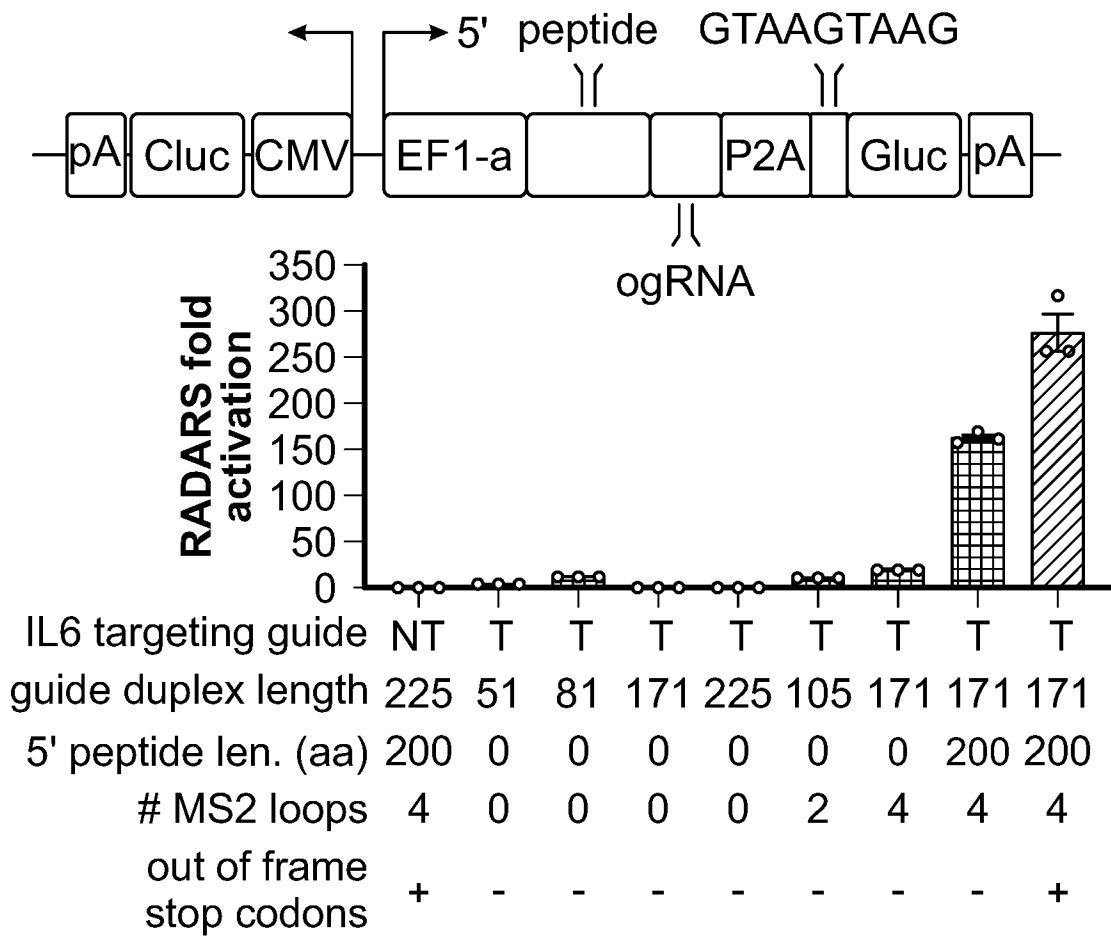 5' peptide GTAAGTAAG
pA Cluc CMV EF1-a P2A Gluc pA
ogRNA
RADARS fold
activation
350
300
250
200
150
100
50
0
IL6 targeting guide NT T T T T T T T T
guide duplex length 225 51 81 171 225 105 171 171 171
5' peptide len. (aa) 200 0 0 0 0 0 0 200 200
# MS2 loops 4 0 0 0 0 2 4 4 4
out of frame
stop codons + - - - - - - - +